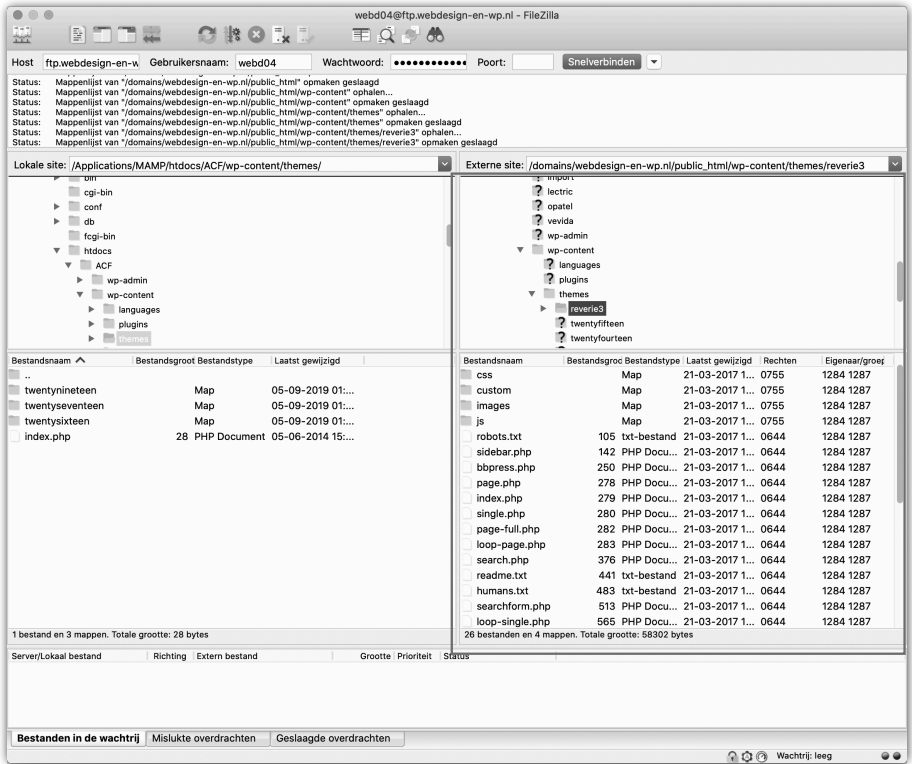 webd04@ftp.webdesign-en-wp.nl - FileZilla
Host ftp.webdesign-en-w Gebruikersnaam: webd04 Wachtwoord: •••••••••••• Poort: Snelverbinden
Status: Mappenlijst van "/domains/webdesign-en-wp.nl/public_html" opmaken geslaagd
Status: Mappenlijst van "/domains/webdesign-en-wp.nl/public_html/wp-content" ophalen...
Status: Mappenlijst van "/domains/webdesign-en-wp.nl/public_html/wp-content" opmaken geslaagd
Status: Mappenlijst van "/domains/webdesign-en-wp.nl/public_html/wp-content/themes" ophalen...
Status: Mappenlijst van "/domains/webdesign-en-wp.nl/public_html/wp-content/themes" opmaken geslaagd
Status: Mappenlijst van "/domains/webdesign-en-wp.nl/public_html/wp-content/themes/reverie3" ophalen...
Status: Mappenlijst van "/domains/webdesign-en-wp.nl/public_html/wp-content/themes/reverie3" opmaken geslaagd
Lokale site: /Applications/MAMP/htdocs/ACF/wp-content/themes/
bin
cgi-bin
conf
db
fcgi-bin
htdocs
ACF
wp-admin
wp-content
languages
plugins
themes
Bestandsnaam Bestandsgroot Bestandstype Laatst gewijzigd
..
twentynineteen Map 05-09-2019 01:...
twentyseventeen Map 05-09-2019 01:...
twentysixteen Map 05-09-2019 01:...
index.php 28 PHP Document 05-06-2014 15:...
1 bestand en 3 mappen. Totale grootte: 28 bytes
Externe site: /domains/webdesign-en-wp.nl/public_html/wp-content/themes/reverie3
import
lectric
opatel
vevida
wp-admin
wp-content
languages
plugins
themes
reverie3
twentyfifteen
twentyfourteen
Bestandsnaam Bestandsgroo Bestandstype Laatst gewijzigd Rechten Eigenaar/groep
css Map 21-03-2017 1... 0755 1284 1287
custom Map 21-03-2017 1... 0755 1284 1287
images Map 21-03-2017 1... 0755 1284 1287
js Map 21-03-2017 1... 0755 1284 1287
robots.txt 105 txt-bestand 21-03-2017 1... 0644 1284 1287
sidebar.php 142 PHP Docu... 21-03-2017 1... 0644 1284 1287
bbpress.php 250 PHP Docu... 21-03-2017 1... 0644 1284 1287
page.php 278 PHP Docu... 21-03-2017 1... 0644 1284 1287
index.php 279 PHP Docu... 21-03-2017 1... 0644 1284 1287
single.php 280 PHP Docu... 21-03-2017 1... 0644 1284 1287
page-full.php 282 PHP Docu... 21-03-2017 1... 0644 1284 1287
loop-page.php 283 PHP Docu... 21-03-2017 1... 0644 1284 1287
search.php 376 PHP Docu... 21-03-2017 1... 0644 1284 1287
readme.txt 441 txt-bestand 21-03-2017 1... 0644 1284 1287
humans.txt 483 txt-bestand 21-03-2017 1... 0644 1284 1287
searchform.php 513 PHP Docu... 21-03-2017 1... 0644 1284 1287
loop-single.php 565 PHP Docu... 21-03-2017 1... 0644 1284 1287
26 bestanden en 4 mappen. Totale grootte: 58302 bytes
Server/Lokaal bestand Richting Extern bestand Grootte Prioriteit Status
Bestanden in de wachtrij Mislukte overdrachten Geslaagde overdrachten
Wachtrij: leeg